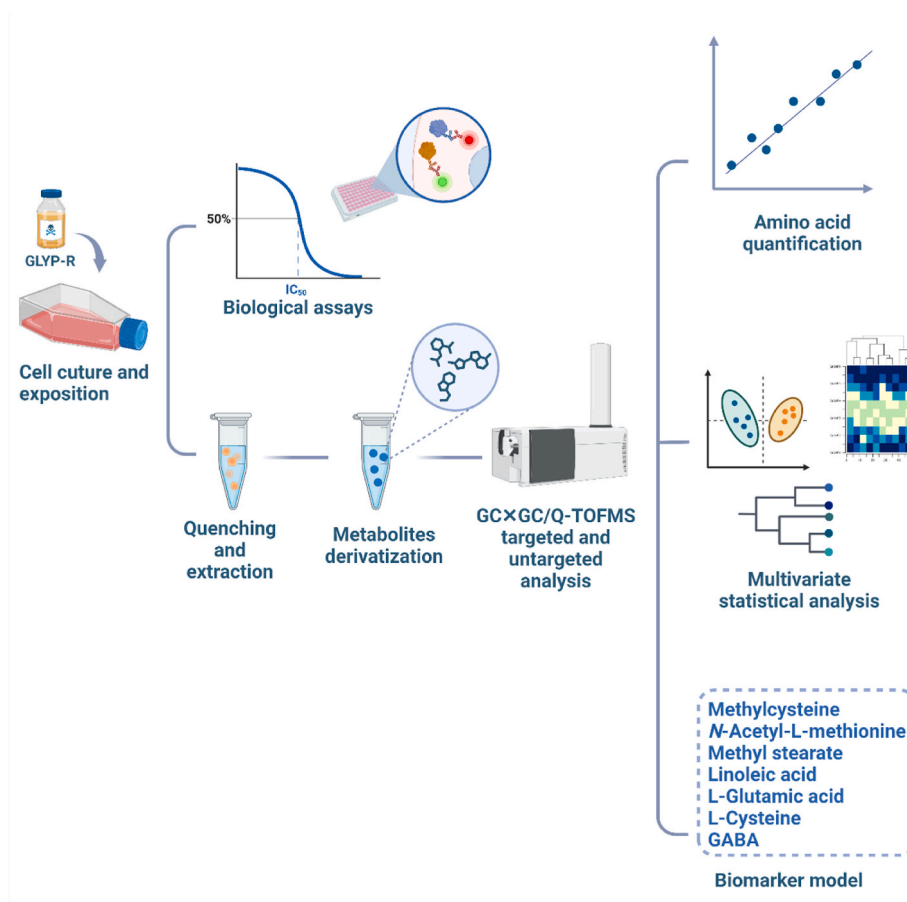 GLYP-R
Cell cuture and
exposition
50%
IC₅₀
Biological assays
Quenching
and
extraction
Metabolites
derivatization
GC×GC/Q-TOFMS
targeted and
untargeted
analysis
Amino acid
quantification
Multivariate
statistical analysis
Methylcysteine
N-Acetyl-L-methionine
Methyl stearate
Linoleic acid
L-Glutamic acid
L-Cysteine
GABA
Biomarker model